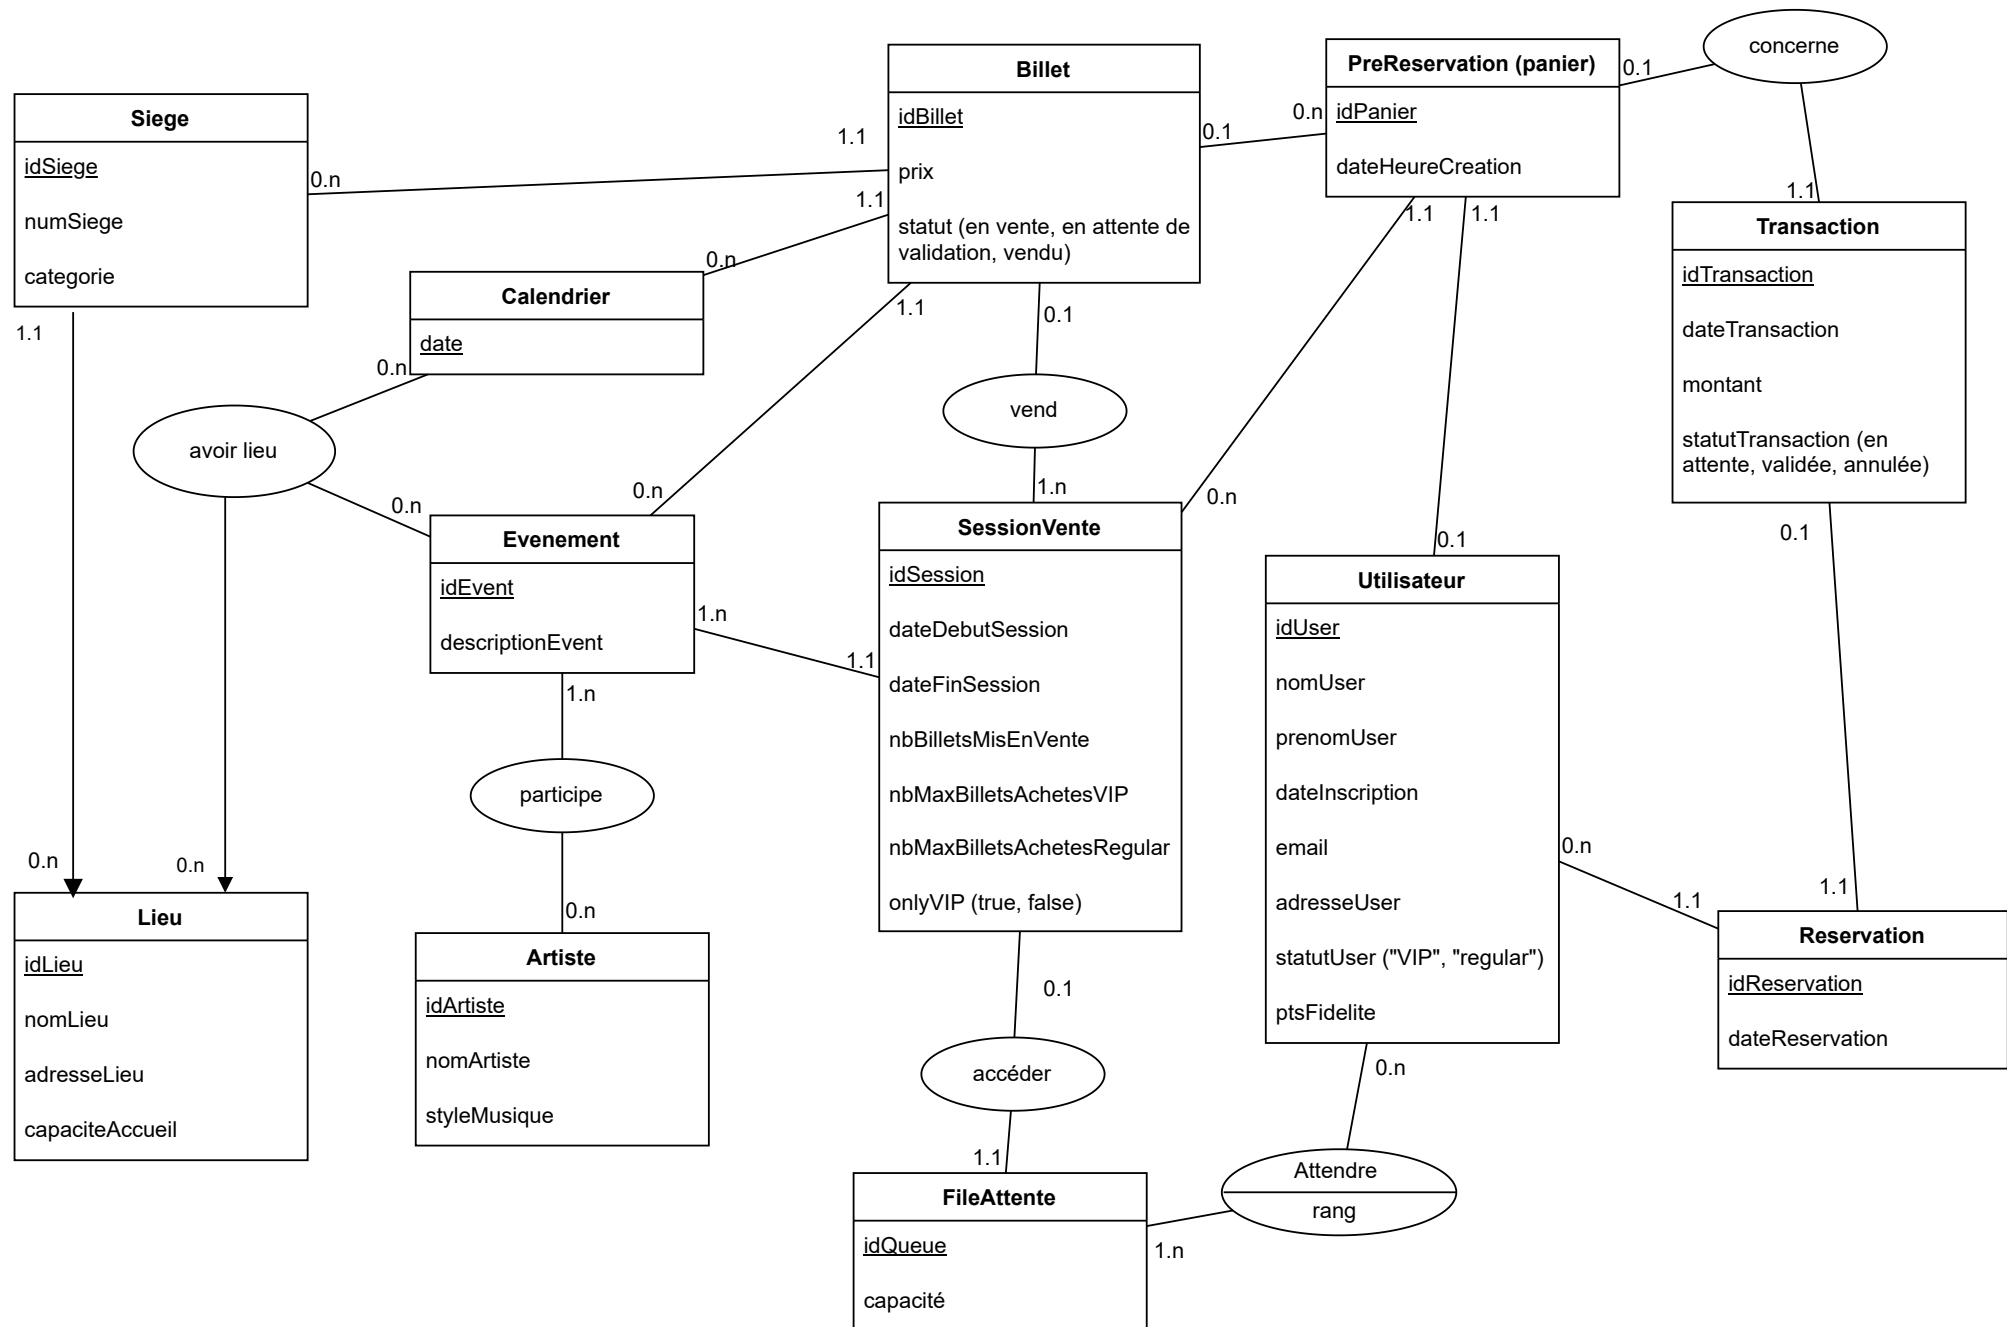 concerne
Billet
idBillet
prix
statut (en vente, en attente de
validation, vendu)
PreReservation (panier)
idPanier
dateHeureCreation
0.1
0.n
0.1
1.1
Siege
idSiege
numSiege
categorie
0.n
1.1
1.1
0.n
1.1
1.1
1.1
1.1
Transaction
idTransaction
dateTransaction
montant
statutTransaction (en
attente, validée, annulée)
Calendrier
date
0.n
1.1
0.1
avoir lieu
vend
0.n
0.n
1.n
0.n
0.1
0.1
Evenement
idEvent
descriptionEvent
1.n
1.1
1.n
SessionVente
idSession
dateDebutSession
dateFinSession
nbBilletsMisEnVente
nbMaxBilletsAchetesVIP
nbMaxBilletsAchetesRegular
onlyVIP (true, false)
Utilisateur
idUser
nomUser
prenomUser
dateInscription
email
adresseUser
statutUser ("VIP", "regular")
ptsFidelite
participe
0.n
0.n
0.n
0.n
1.1
1.1
Lieu
idLieu
nomLieu
adresseLieu
capaciteAccueil
Artiste
idArtiste
nomArtiste
styleMusique
Reservation
idReservation
dateReservation
0.1
accéder
0.n
1.1
Attendre
rang
1.n
FileAttente
idQueue
capacité